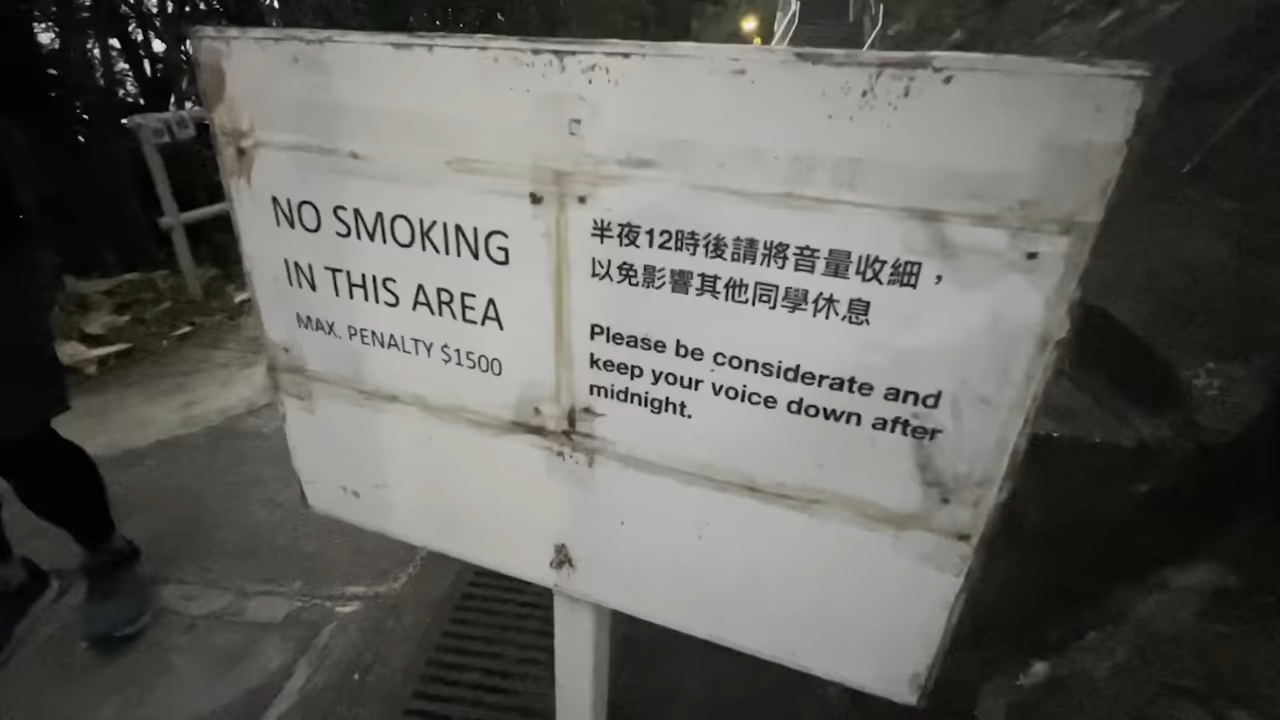 NO SMOKING
IN THIS AREA
MAX. PENALTY $1500
半夜12時後請將音量收細，
以免影響其他同學休息
Please be considerate and
keep your voice down after
midnight.